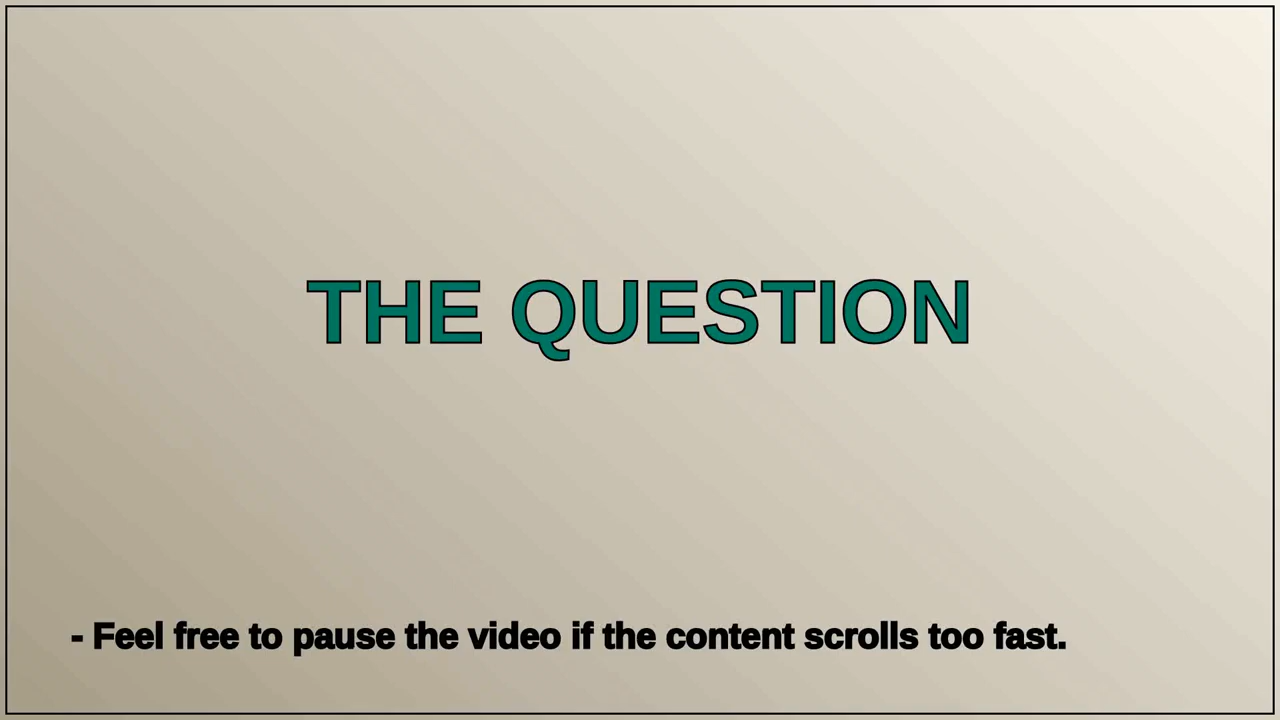 THE QUESTION
- Feel free to pause the video if the content scrolls too fast.